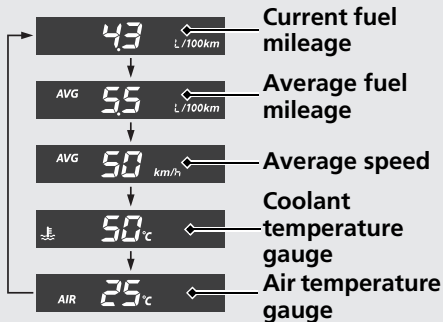 4.3 L/100km
Current fuel
mileage
AVG 5.5 L/100km
Average fuel
mileage
AVG 50 km/h
Average speed
50 °C
Coolant
temperature
gauge
AIR 25 °C
Air temperature
gauge